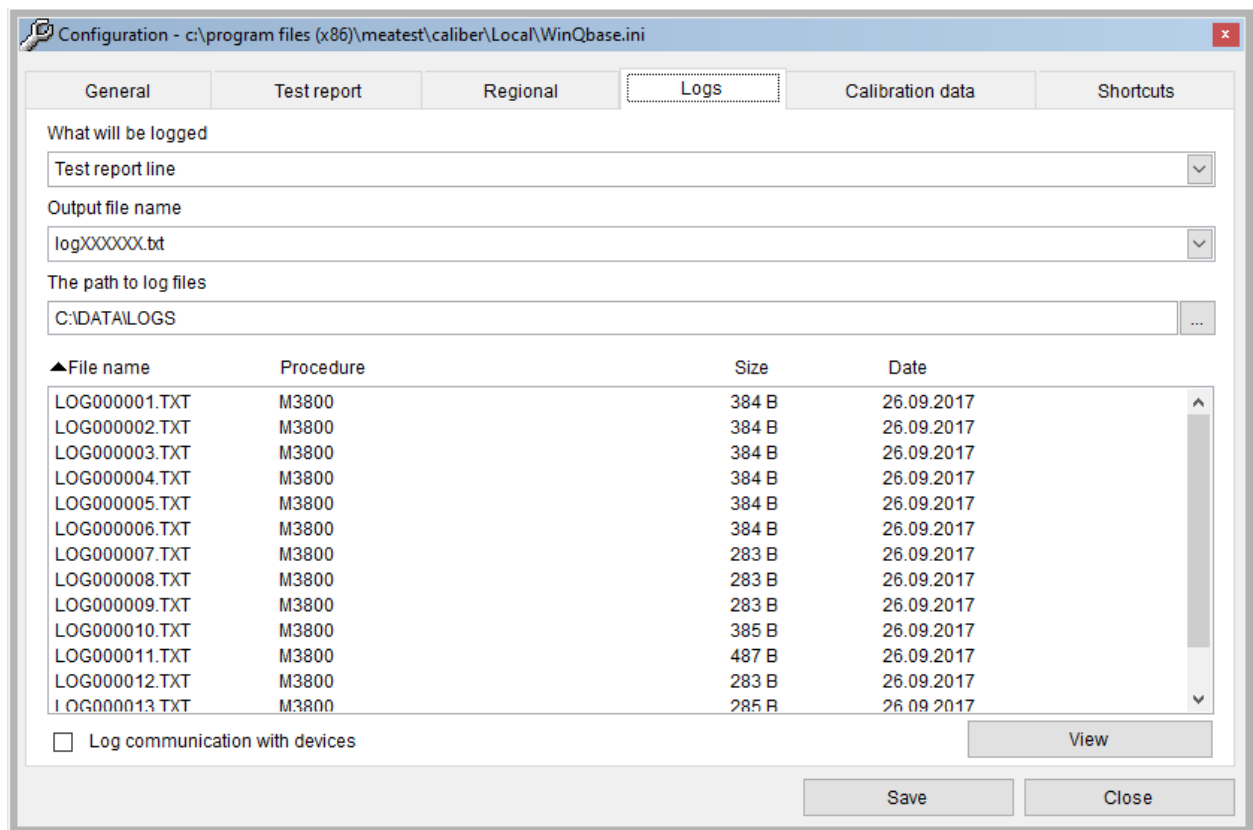 Configuration - c:\program files (x86)\meatest\caliber\Local\WinQbase.ini x
General Test report Regional Logs Calibration data Shortcuts
What will be logged
Test report line
Output file name
logXXXXXX.txt
The path to log files
C:\DATA\LOGS ...
▲File name Procedure Size Date
LOG000001.TXT M3800 384 B 26.09.2017
LOG000002.TXT M3800 384 B 26.09.2017
LOG000003.TXT M3800 384 B 26.09.2017
LOG000004.TXT M3800 384 B 26.09.2017
LOG000005.TXT M3800 384 B 26.09.2017
LOG000006.TXT M3800 384 B 26.09.2017
LOG000007.TXT M3800 283 B 26.09.2017
LOG000008.TXT M3800 283 B 26.09.2017
LOG000009.TXT M3800 283 B 26.09.2017
LOG000010.TXT M3800 385 B 26.09.2017
LOG000011.TXT M3800 487 B 26.09.2017
LOG000012.TXT M3800 283 B 26.09.2017
LOG000013.TXT M3800 285 B 26.09.2017
Log communication with devices View
Save Close